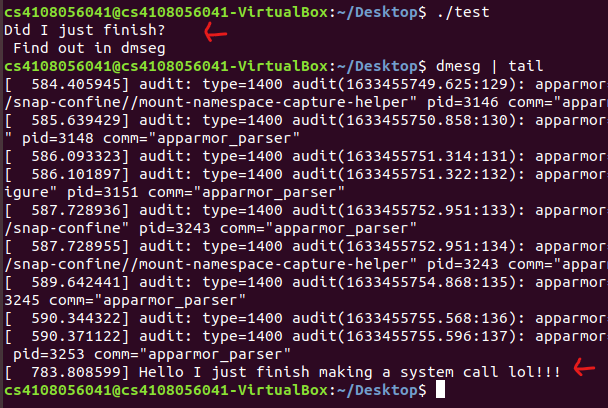 cs4108056041@cs4108056041-VirtualBox:~/Desktop$ ./test
Did I just finish?
 Find out in dmseg
cs4108056041@cs4108056041-VirtualBox:~/Desktop$ dmesg | tail
[  584.405945] audit: type=1400 audit(1633455749.625:129): apparmor
/snap-confine//mount-namespace-capture-helper" pid=3146 comm="appar
[  585.639429] audit: type=1400 audit(1633455750.858:130): apparmor
" pid=3148 comm="apparmor_parser"
[  586.093323] audit: type=1400 audit(1633455751.314:131): apparmor
[  586.101897] audit: type=1400 audit(1633455751.322:132): apparmor
igure" pid=3151 comm="apparmor_parser"
[  587.728936] audit: type=1400 audit(1633455752.951:133): apparmor
/snap-confine" pid=3243 comm="apparmor_parser"
[  587.728955] audit: type=1400 audit(1633455752.951:134): apparmor
/snap-confine//mount-namespace-capture-helper" pid=3243 comm="appar
[  589.642441] audit: type=1400 audit(1633455754.868:135): apparmor
3245 comm="apparmor_parser"
[  590.344322] audit: type=1400 audit(1633455755.568:136): apparmor
[  590.371122] audit: type=1400 audit(1633455755.596:137): apparmor
 pid=3253 comm="apparmor_parser"
[  783.808599] Hello I just finish making a system call lol!!!
cs4108056041@cs4108056041-VirtualBox:~/Desktop$